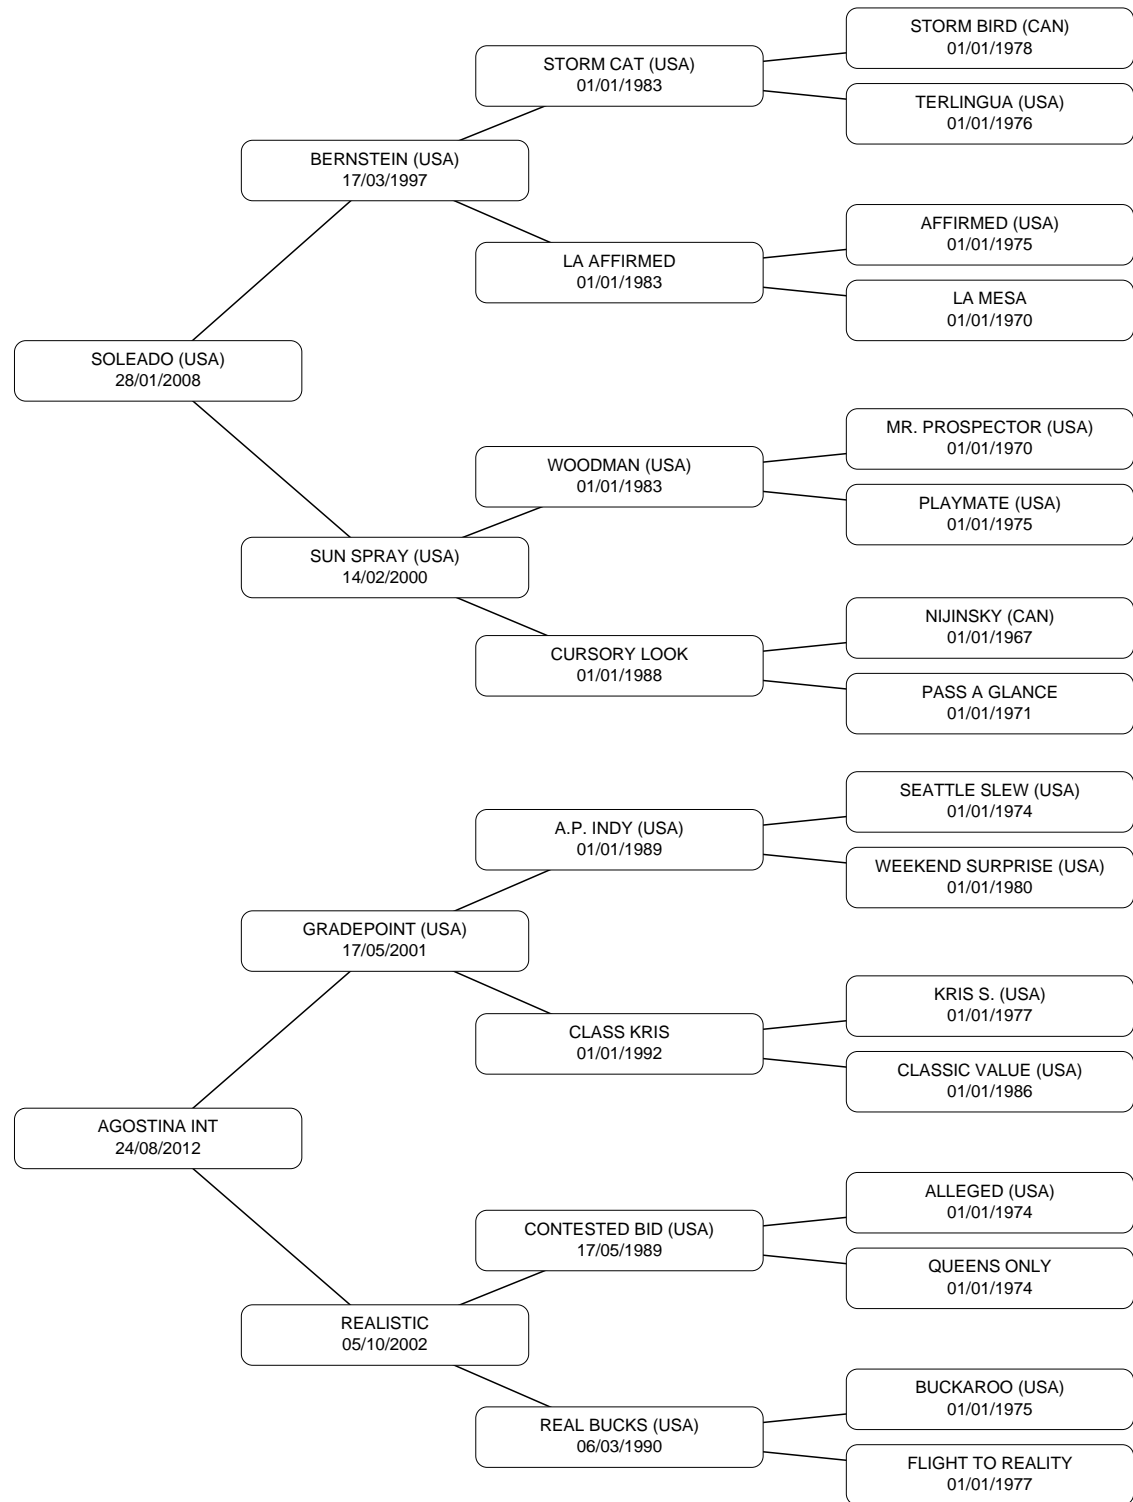 STORM BIRD (CAN)
01/01/1978
STORM CAT (USA)
01/01/1983
TERLINGUA (USA)
01/01/1976
BERNSTEIN (USA)
17/03/1997
AFFIRMED (USA)
01/01/1975
LA AFFIRMED
01/01/1983
LA MESA
01/01/1970
SOLEADO (USA)
28/01/2008
MR. PROSPECTOR (USA)
01/01/1970
WOODMAN (USA)
01/01/1983
PLAYMATE (USA)
01/01/1975
SUN SPRAY (USA)
14/02/2000
NIJINSKY (CAN)
01/01/1967
CURSORY LOOK
01/01/1988
PASS A GLANCE
01/01/1971
SEATTLE SLEW (USA)
01/01/1974
A.P. INDY (USA)
01/01/1989
WEEKEND SURPRISE (USA)
01/01/1980
GRADEPOINT (USA)
17/05/2001
KRIS S. (USA)
01/01/1977
CLASS KRIS
01/01/1992
CLASSIC VALUE (USA)
01/01/1986
AGOSTINA INT
24/08/2012
ALLEGED (USA)
01/01/1974
CONTESTED BID (USA)
17/05/1989
QUEENS ONLY
01/01/1974
REALISTIC
05/10/2002
BUCKAROO (USA)
01/01/1975
REAL BUCKS (USA)
06/03/1990
FLIGHT TO REALITY
01/01/1977